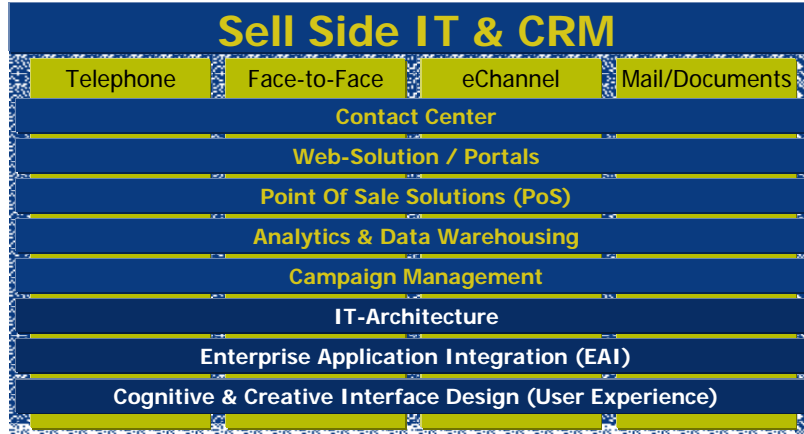 Sell Side IT & CRM
Telephone Face-to-Face eChannel Mail/Documents
Contact Center
Web-Solution / Portals
Point Of Sale Solutions (PoS)
Analytics & Data Warehousing
Campaign Management
IT-Architecture
Enterprise Application Integration (EAI)
Cognitive & Creative Interface Design (User Experience)